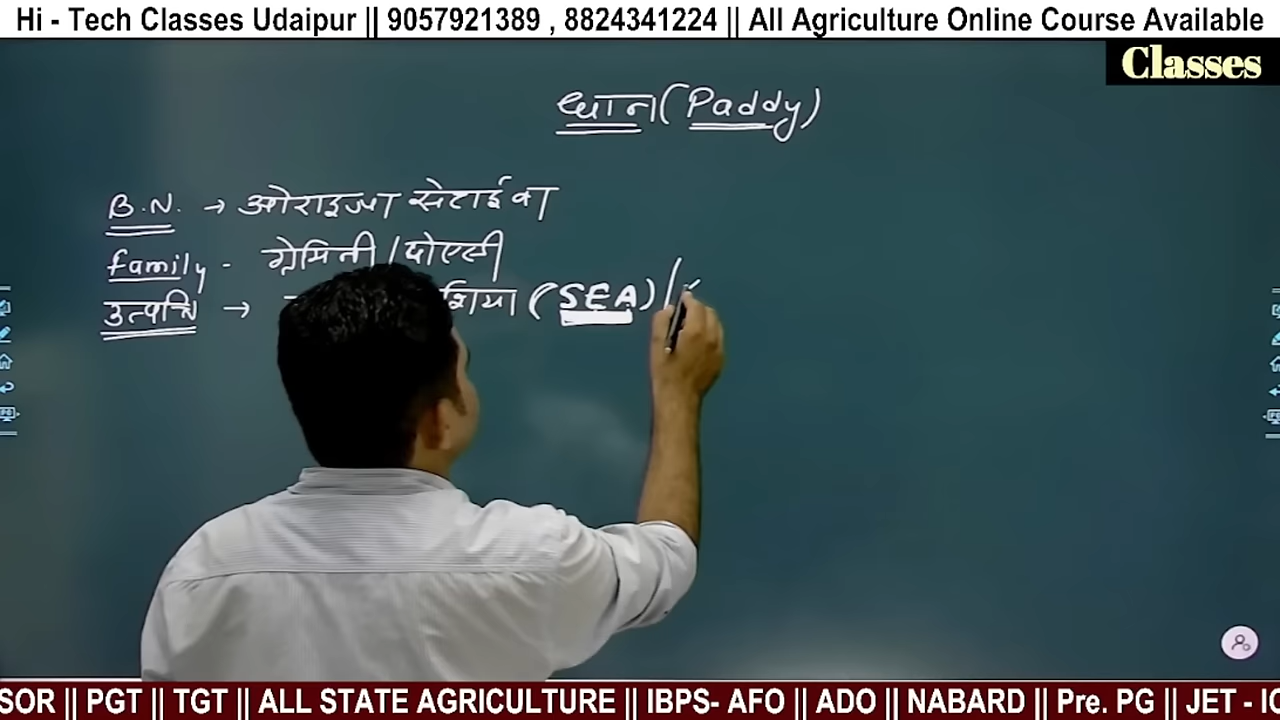 Hi - Tech Classes Udaipur || 9057921389 , 8824341224 || All Agriculture Online Course Available
Classes
धान (Paddy)
B.N. → ओराइजा सेटाईवा
family - ग्रेमिनी / पोएसी
उत्पत्ति → शिया (SEA) /
SOR || PGT || TGT || ALL STATE AGRICULTURE || IBPS- AFO || ADO || NABARD || Pre. PG || JET - IC